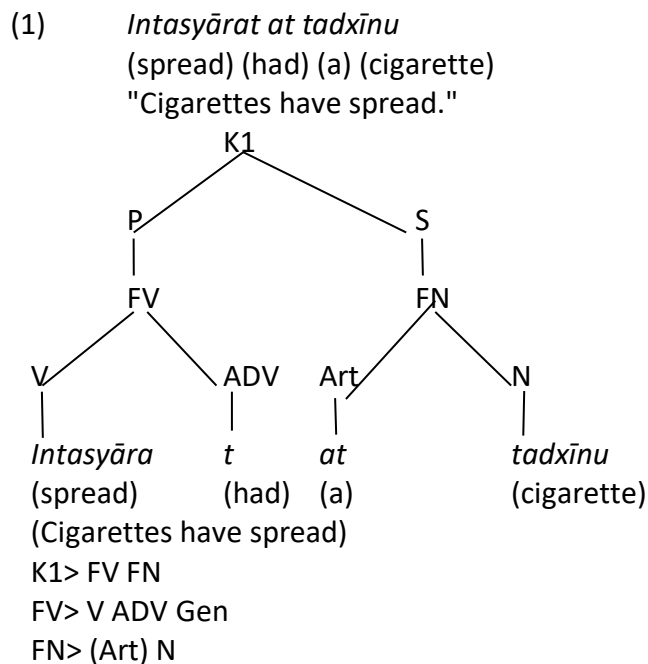 (1) Intasyārat at tadxīnu
(spread) (had) (a) (cigarette)
"Cigarettes have spread."
K1
P S
FV FN
V ADV Art N
Intasyāra t at tadxīnu
(spread) (had) (a) (cigarette)
(Cigarettes have spread)
K1> FV FN
FV> V ADV Gen
FN> (Art) N